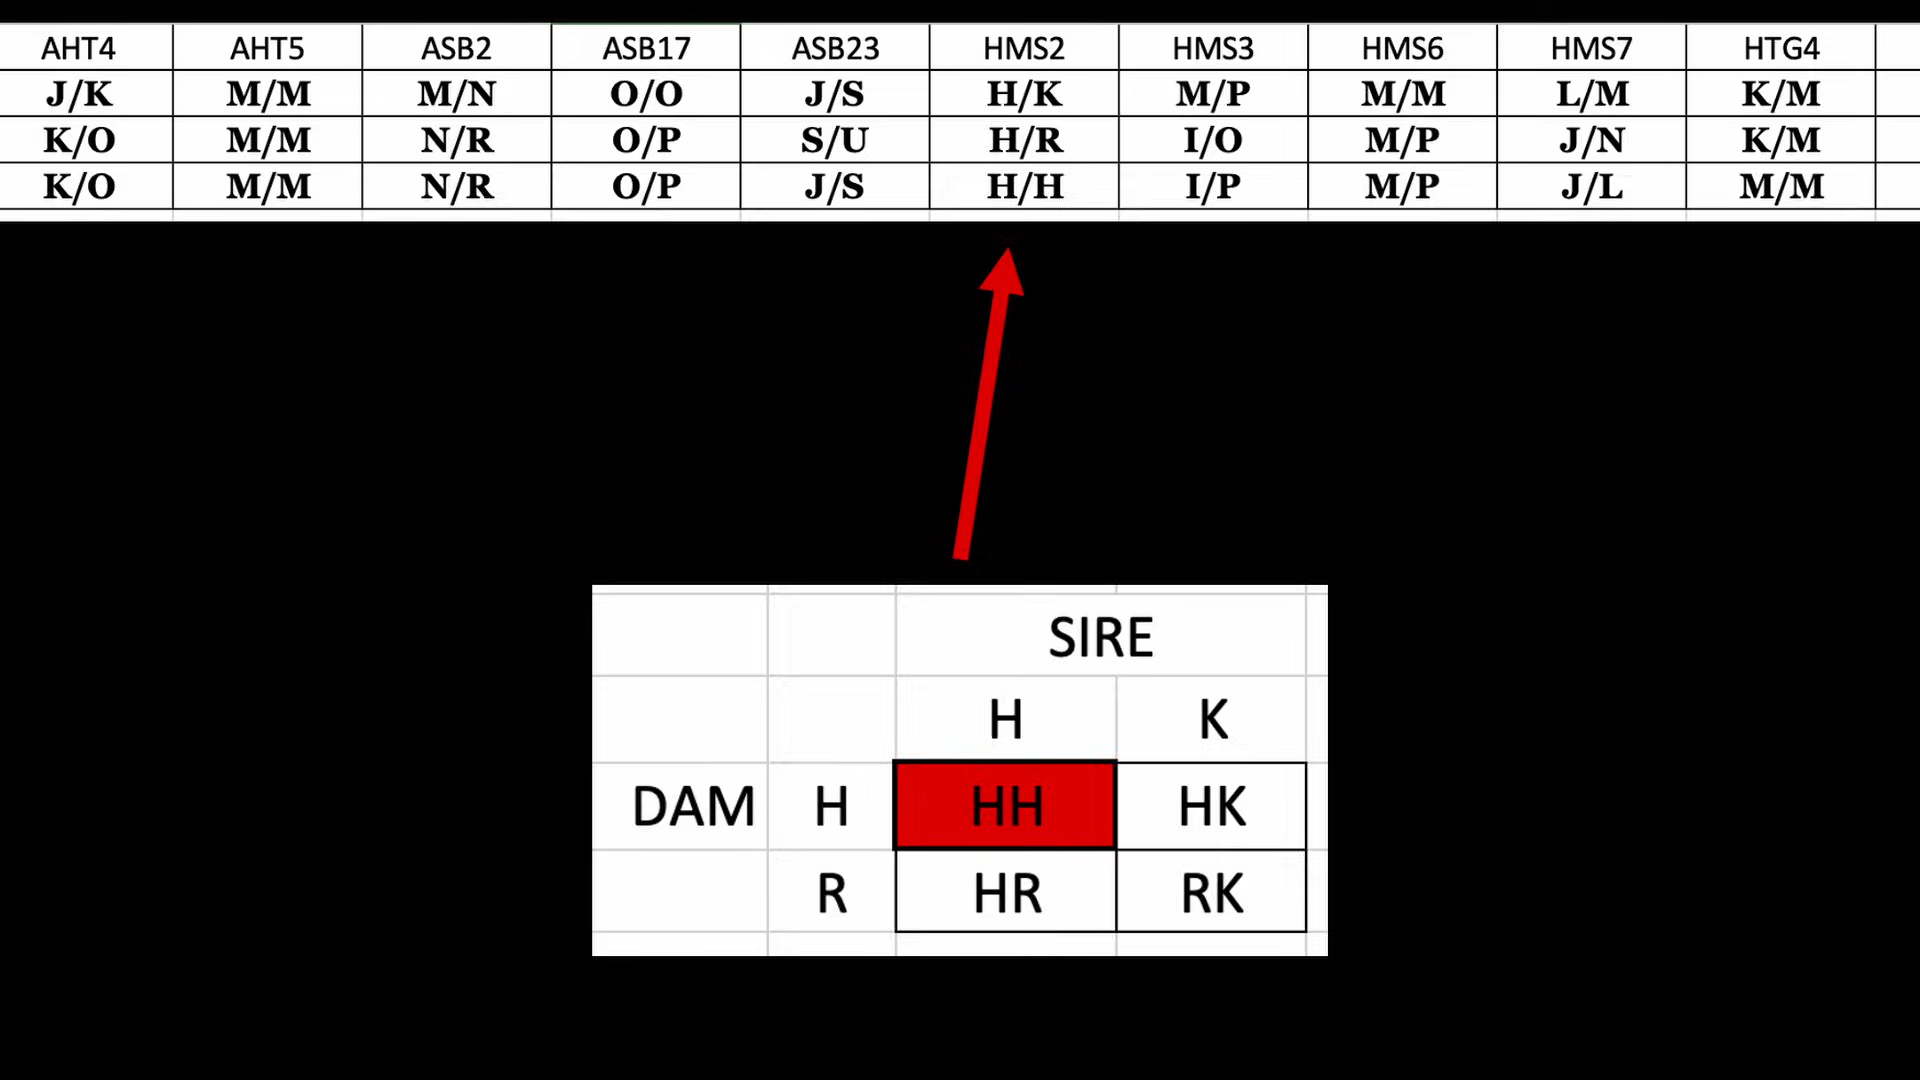 AHT4 AHT5 ASB2 ASB17 ASB23 HMS2 HMS3 HMS6 HMS7 HTG4
J/K M/M M/N O/O J/S H/K M/P M/M L/M K/M
K/O M/M N/R O/P S/U H/R I/O M/P J/N K/M
K/O M/M N/R O/P J/S H/H I/P M/P J/L M/M
SIRE
H K
DAM H HH HK
R HR RK